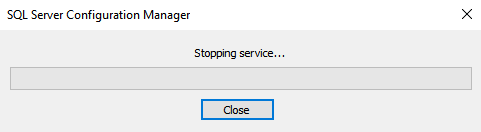 SQL Server Configuration Manager
Stopping service...
Close